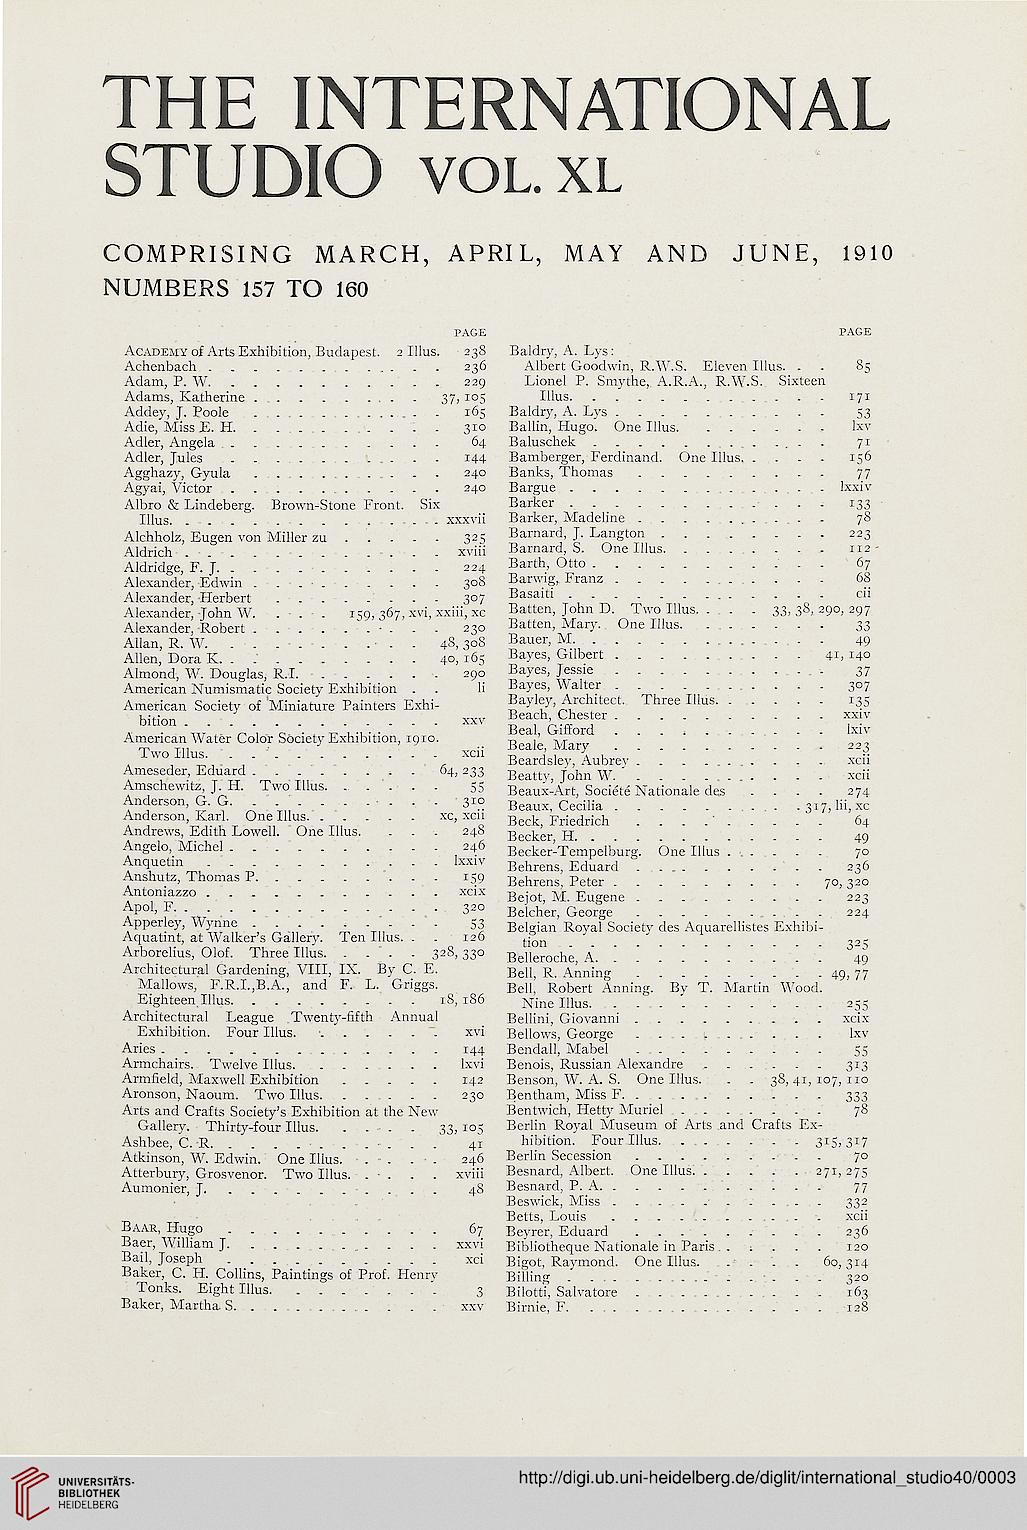 THE INTERNATIONAL
STUDIO VOL. XL
COMPRISING MARCH, APRIL, MAY AND JUNE, 1910
NUMBERS 157 TO 160
PAGE
ACADEMY of Arts Exhibition, Budapest. 2 Illus. 238
Achenbach 236
Adam, P. W. 229
Adams, Katherine 37, 105
Addey, J. Poole 165
Adie, Miss E. H. 310
Adler, Angela 64
Adler, Jules 144
Agghazy, Gyula 240
Agyai, Victor 240
Albro & Lindeberg. Brown-Stone Front. Six
Illus. xxxvii
Alchholz, Eugen von Miller zu 325
Aldrich xviii
Aldridge, F. J. 224
Alexander, Edwin 308
Alexander, Herbert 307
Alexander, John W. 159, 367, xvi, xxiii, xc
Alexander, Robert 230
Allan, R. W. 48, 308
Allen, Dora K. 40, 165
Almond, W. Douglas, R.I. 290
American Numismatic Society Exhibition li
American Society of Miniature Painters Exhi-
bition xxv
American Water Color Society Exhibition, 1910.
Two Illus. xcii
Ameseder, Eduard 64, 233
Amschewitz, J. H. Two Illus. 55
Anderson, G. G. 310
Anderson, Karl. One Illus. xc, xcii
Andrews, Edith Lowell. One Illus. 248
Angelo, Michel 246
Anquetin lxxiv
Anshutz, Thomas P. 159
Antoniazzo xcix
Apol, F. 320
Apperley, Wynne 53
Aquatint, at Walker's Gallery. Ten Illus. 126
Arborelius, Olof. Three Illus. 328, 330
Architectural Gardening, VIII, IX. By C. E.
Mallows, F.R.I.,B.A., and F. L. Griggs.
Eighteen Illus. 18, 186
Architectural League Twenty-fifth Annual
Exhibition. Four Illus. xvi
Aries 144
Armchairs. Twelve Illus. lxvi
Armfield, Maxwell Exhibition 142
Aronson, Naoum. Two Illus. 230
Arts and Crafts Society's Exhibition at the New
Gallery. Thirty-four Illus. 33, 105
Ashbee, C. R. 41
Atkinson, W. Edwin. One Illus. 246
Atterbury, Grosvenor. Two Illus. xviii
Aumonier, J. 48
BAAR, Hugo 67
Baer, William J. xxvi
Bail, Joseph xci
Baker, C. H. Collins, Paintings of Prof. Henry
Tonks. Eight Illus. 3
Baker, Martha S. xxv
PAGE
Baldry, A. Lys:
Albert Goodwin, R.W.S. Eleven Illus. 85
Lionel P. Smythe, A.R.A., R.W.S. Sixteen
Illus. 171
Baldry, A. Lys 53
Ballin, Hugo. One Illus. lxv
Baluschek 71
Bamberger, Ferdinand. One Illus. 156
Banks, Thomas 77
Bargue lxxiv
Barker 133
Barker, Madeline 78
Barnard, J. Langton 223
Barnard, S. One Illus. 112
Barth, Otto 67
Barwig, Franz 68
Basaiti cii
Batten, John D. Two Illus. 33, 38, 290, 297
Batten, Mary. One Illus. 33
Bauer, M. 49
Bayes, Gilbert 41, 140
Bayes, Jessie 37
Bayes, Walter 307
Bayley, Architect. Three Illus. 135
Beach, Chester xxiv
Beal, Gifford lxiv
Beale, Mary 223
Beardsley, Aubrey xcii
Beatty, John W. xcii
Beaux-Art, Société Nationale des 274
Beaux, Cecilia 317, lii, xc
Beck, Friedrich 64
Becker, H. 49
Becker-Tempelburg. One Illus 70
Behrens, Eduard 236
Behrens, Peter 70, 320
Bejot, M. Eugene 223
Belcher, George 224
Belgian Royal Society des Aquarellistes Exhibi-
tion 325
Belleroche, A. 49
Bell, R. Anning 49, 77
Bell, Robert Anning. By T. Martin Wood.
Nine Illus. 255
Bellini, Giovanni xcix
Bellows, George lxv
Bendall, Mabel 55
Benois, Russian Alexandre 313
Benson, W. A. S. One Illus. 38, 41, 107, 110
Bentham, Miss F. 333
Bentwich, Hetty Muriel 78
Berlin Royal Museum of Arts and Crafts Ex-
hibition. Four Illus. 315, 317
Berlin Secession 70
Besnard, Albert. One Illus. 271, 275
Besnard, P. A. 77
Beswick, Miss 332
Betts, Louis xcii
Beyrer, Eduard 236
Bibliotheque Nationale in Paris 120
Bigot, Raymond. One Illus. 60, 314
Billing 320
Bilotti, Salvatore 163
Birnie, F. 128
UNIVERSITÄTS-
BIBLIOTHEK
HEIDELBERG
http://digi.ub.uni-heidelberg.de/diglit/international_studio40/0003